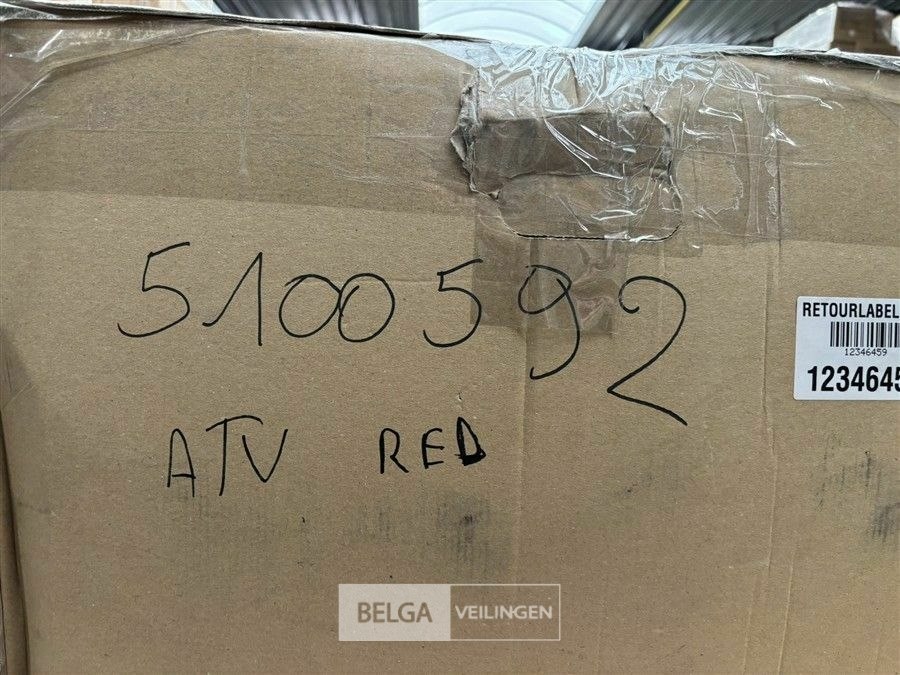 5100592
ATV RED
RETOURLABEL
12346459
1234645
BELGA VEILINGEN